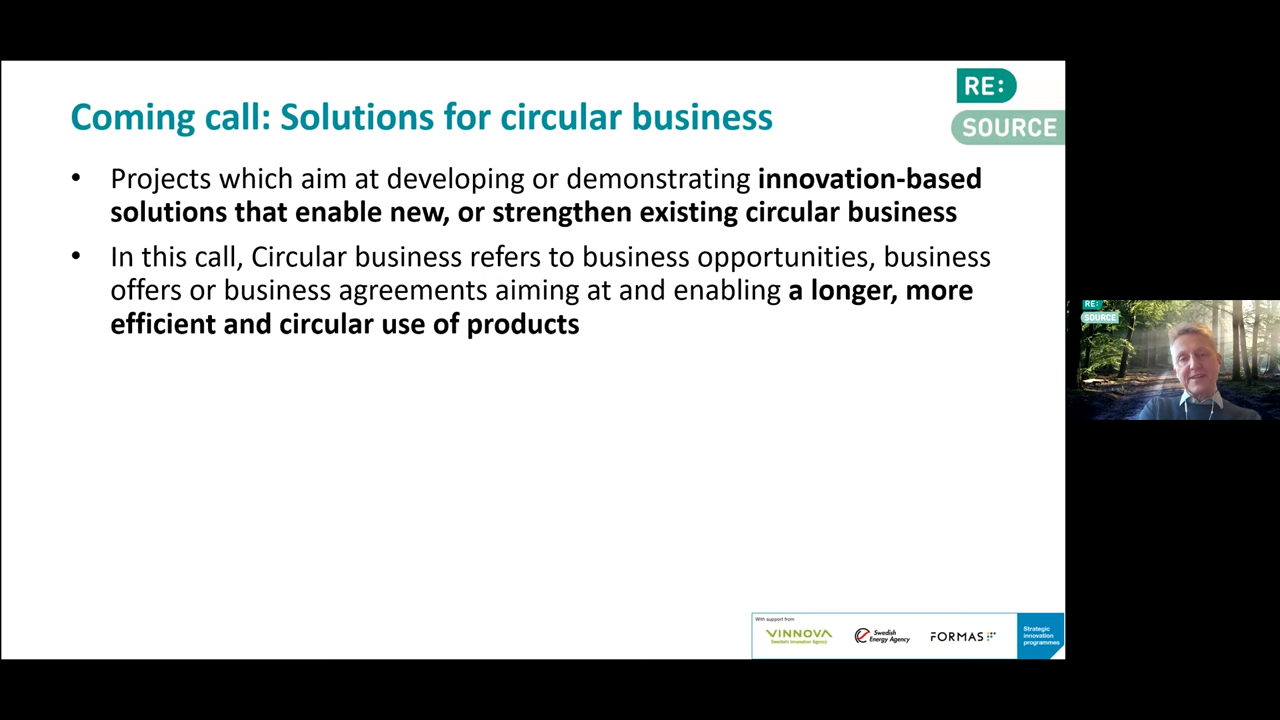 RE:
SOURCE
Coming call: Solutions for circular business
• Projects which aim at developing or demonstrating innovation-based
solutions that enable new, or strengthen existing circular business
• In this call, Circular business refers to business opportunities, business
offers or business agreements aiming at and enabling a longer, more
efficient and circular use of products
RE:
SOURCE
With support from
VINNOVA
Sweden's Innovation Agency
Swedish
Energy Agency
FORMAS
Strategic
innovation
programmes